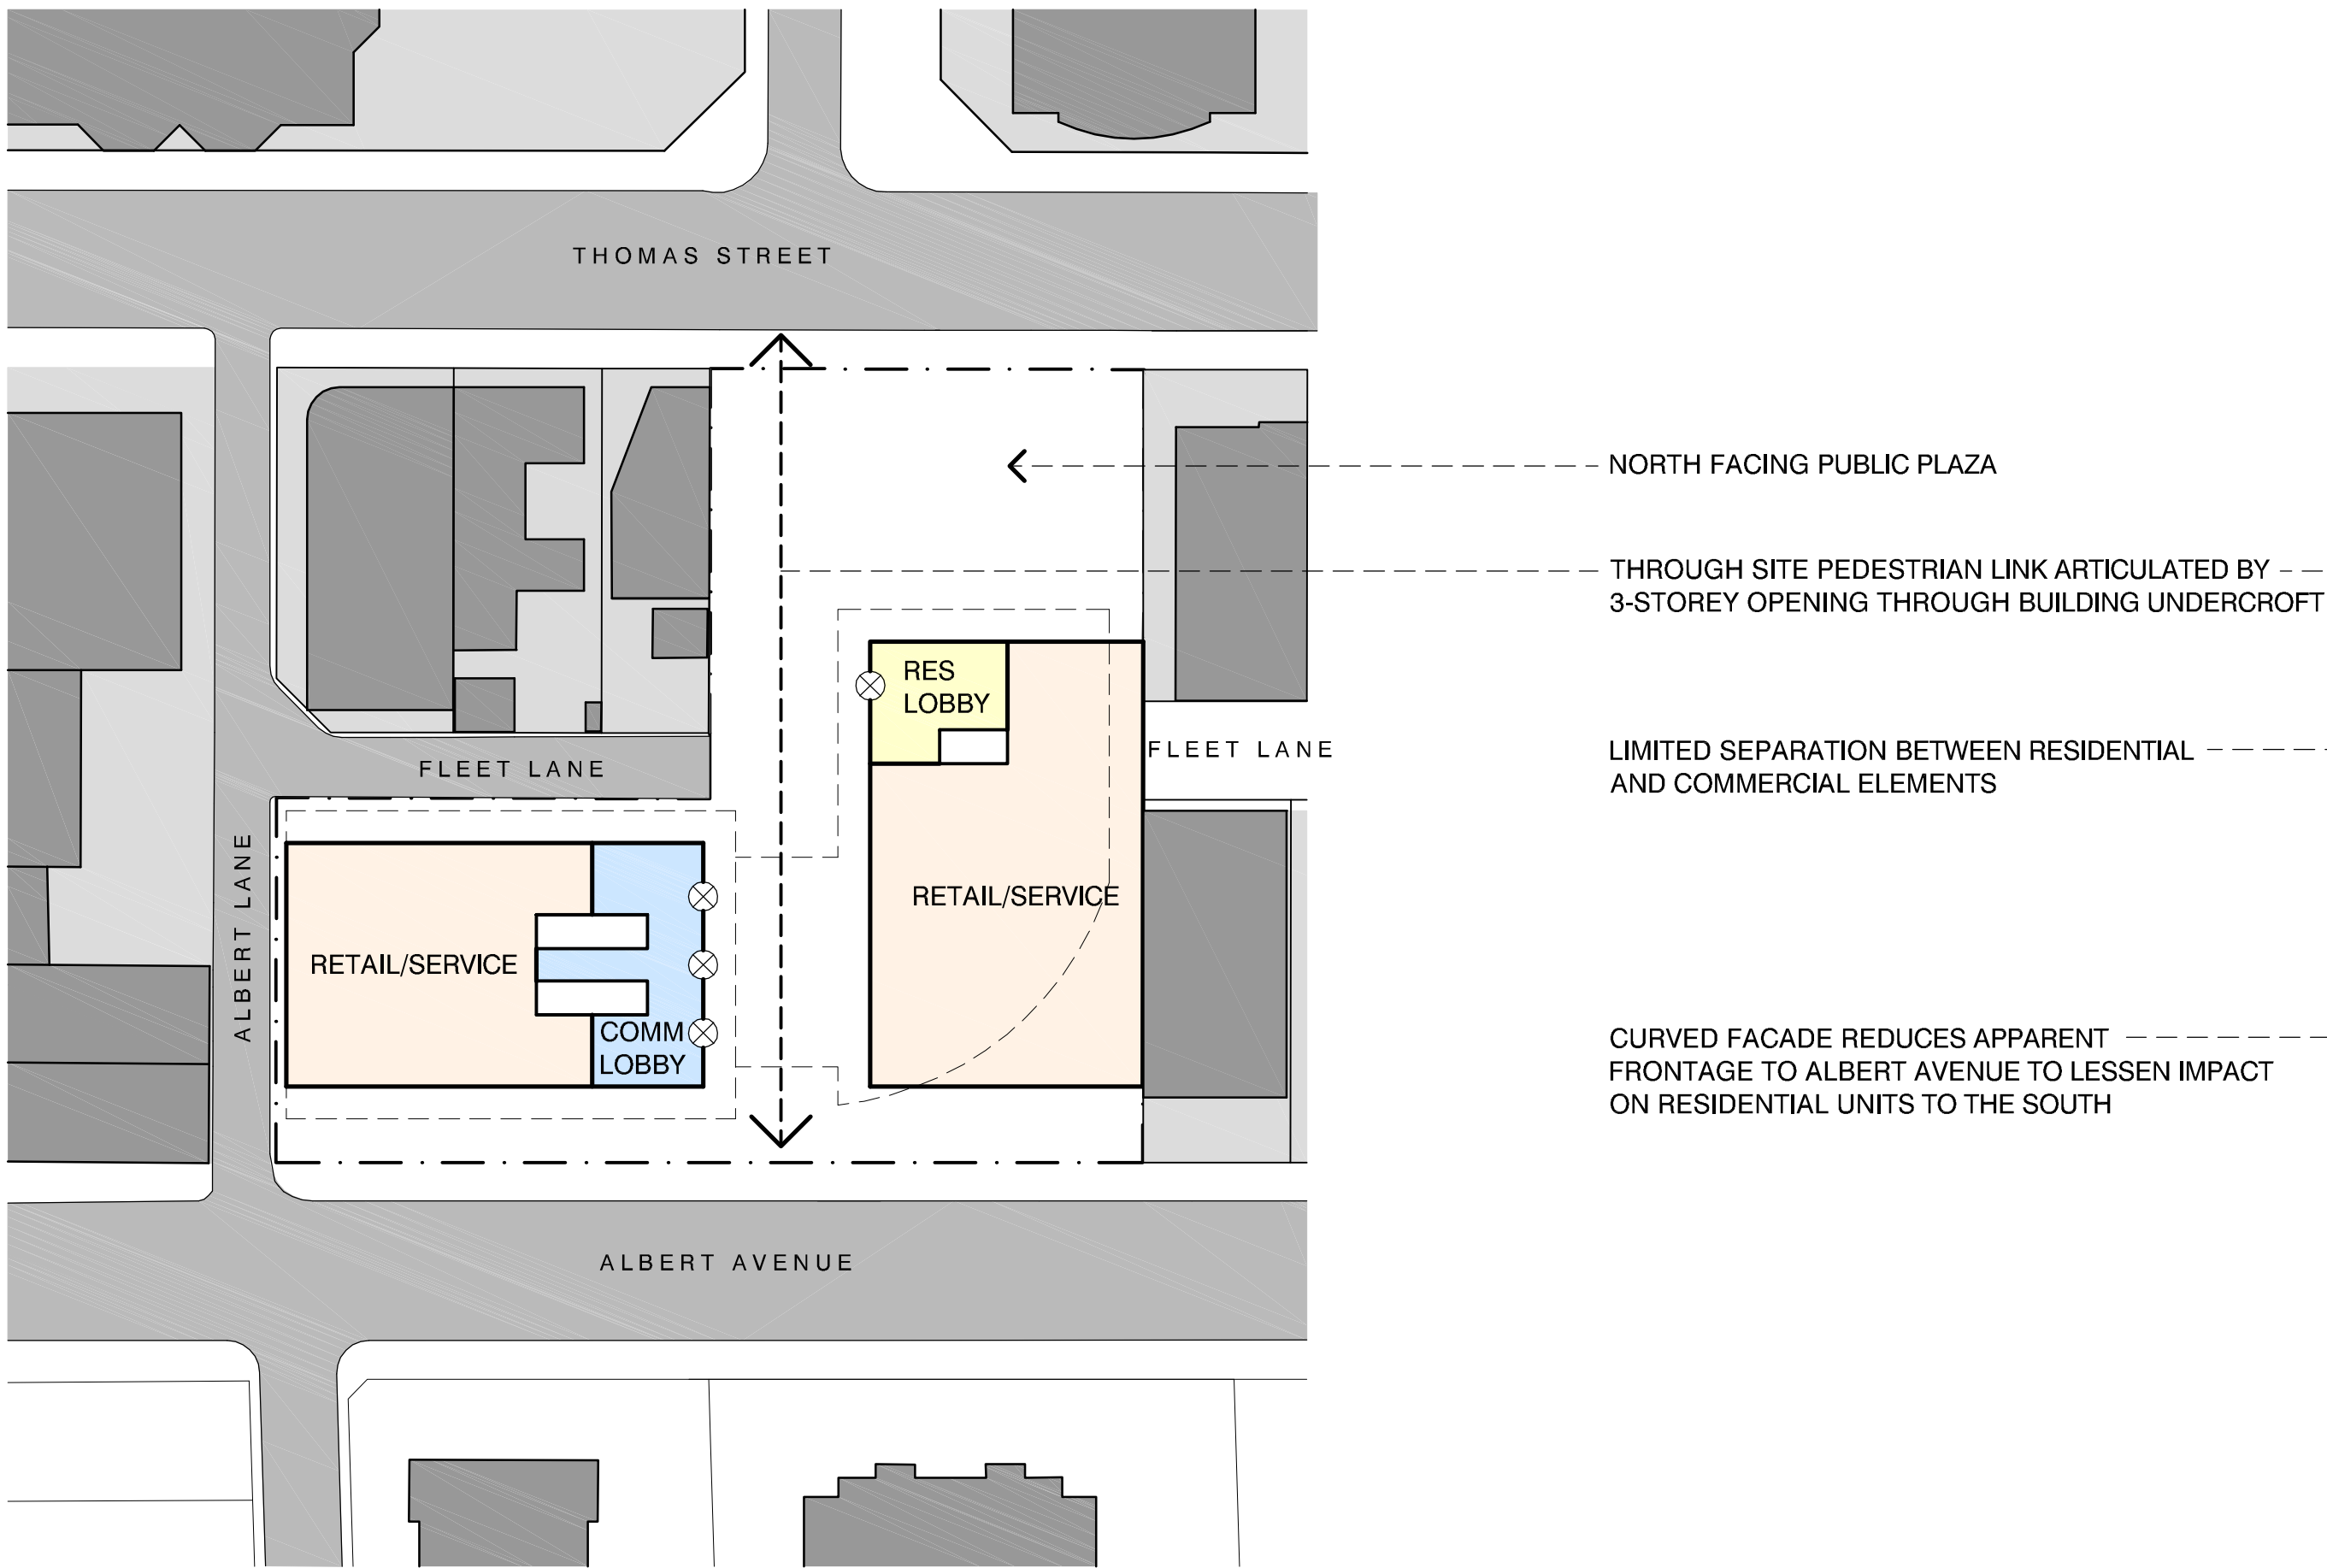 THOMAS STREET
NORTH FACING PUBLIC PLAZA
THROUGH SITE PEDESTRIAN LINK ARTICULATED BY
3-STOREY OPENING THROUGH BUILDING UNDERCROFT
RES
LOBBY
FLEET LANE
FLEET LANE
LIMITED SEPARATION BETWEEN RESIDENTIAL
AND COMMERCIAL ELEMENTS
ALBERT LANE
RETAIL/SERVICE
RETAIL/SERVICE
COMM
LOBBY
CURVED FACADE REDUCES APPARENT
FRONTAGE TO ALBERT AVENUE TO LESSEN IMPACT
ON RESIDENTIAL UNITS TO THE SOUTH
ALBERT AVENUE